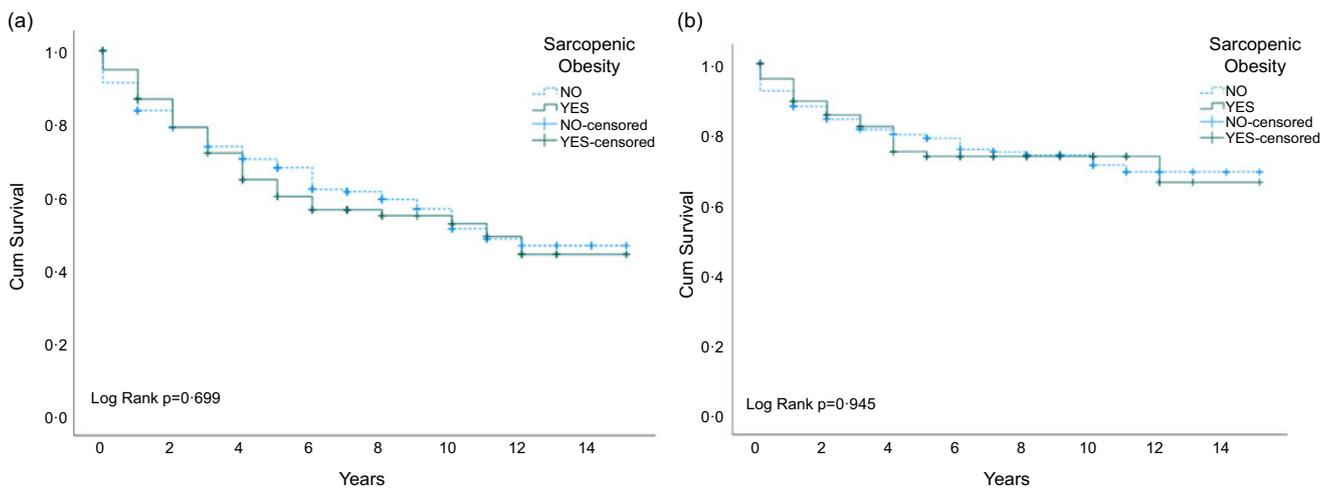 (a)
Sarcopenic
Obesity
NO
YES
NO-censored
YES-censored
1·0
0·8
0·6
0·4
0·2
0·0
Cum Survival
Log Rank p=0·699
0 2 4 6 8 10 12 14
Years
(b)
Sarcopenic
Obesity
NO
YES
NO-censored
YES-censored
1·0
0·8
0·6
0·4
0·2
0·0
Cum Survival
Log Rank p=0·945
0 2 4 6 8 10 12 14
Years